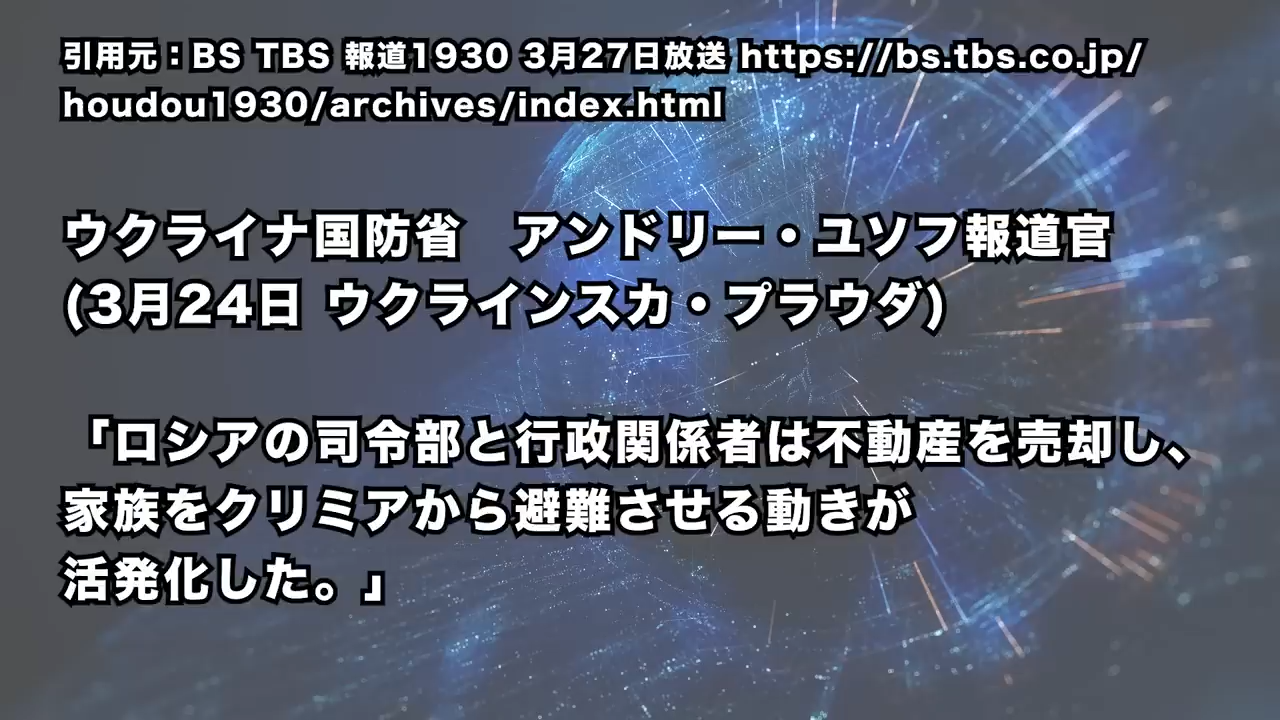 引用元：BS TBS 報道1930 3月27日放送 https://bs.tbs.co.jp/
houdou1930/archives/index.html
ウクライナ国防省　アンドリー・ユソフ報道官
(3月24日 ウクラインスカ・プラウダ)
「ロシアの司令部と行政関係者は不動産を売却し、
家族をクリミアから避難させる動きが
活発化した。」